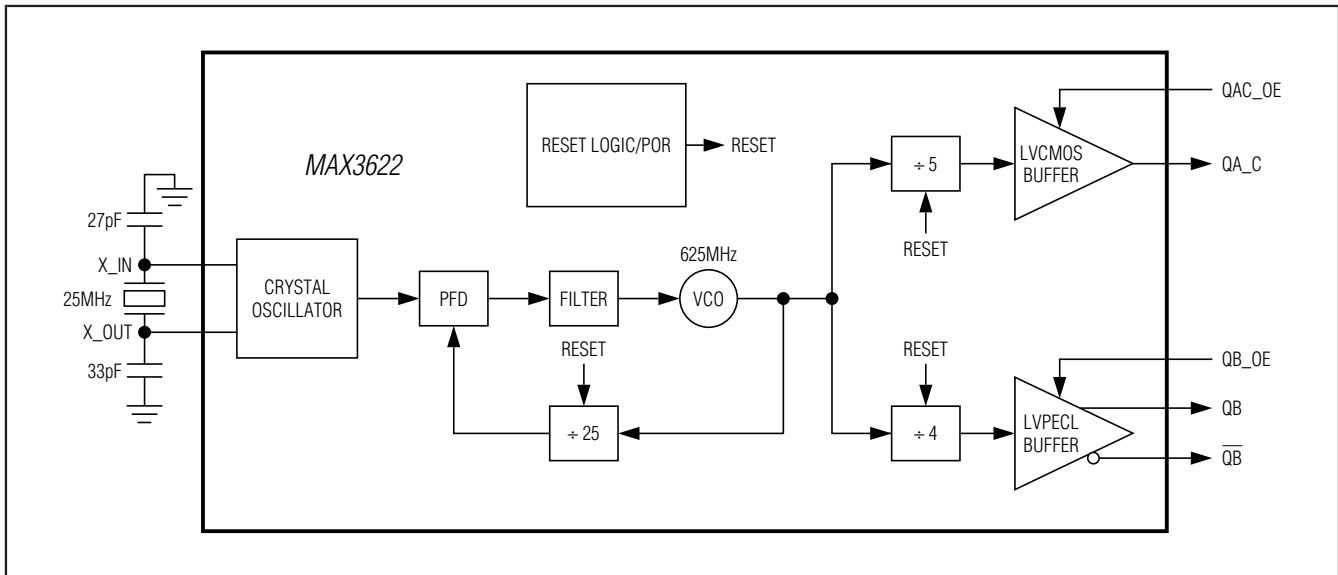 MAX3622
RESET LOGIC/POR
RESET
QAC_OE
LVCMOS
BUFFER
QA_C
÷ 5
RESET
27pF
X_IN
25MHz
X_OUT
33pF
CRYSTAL
OSCILLATOR
PFD
FILTER
625MHz
VCO
RESET
÷ 25
RESET
÷ 4
QB_OE
LVPECL
BUFFER
QB
Q̅B̅